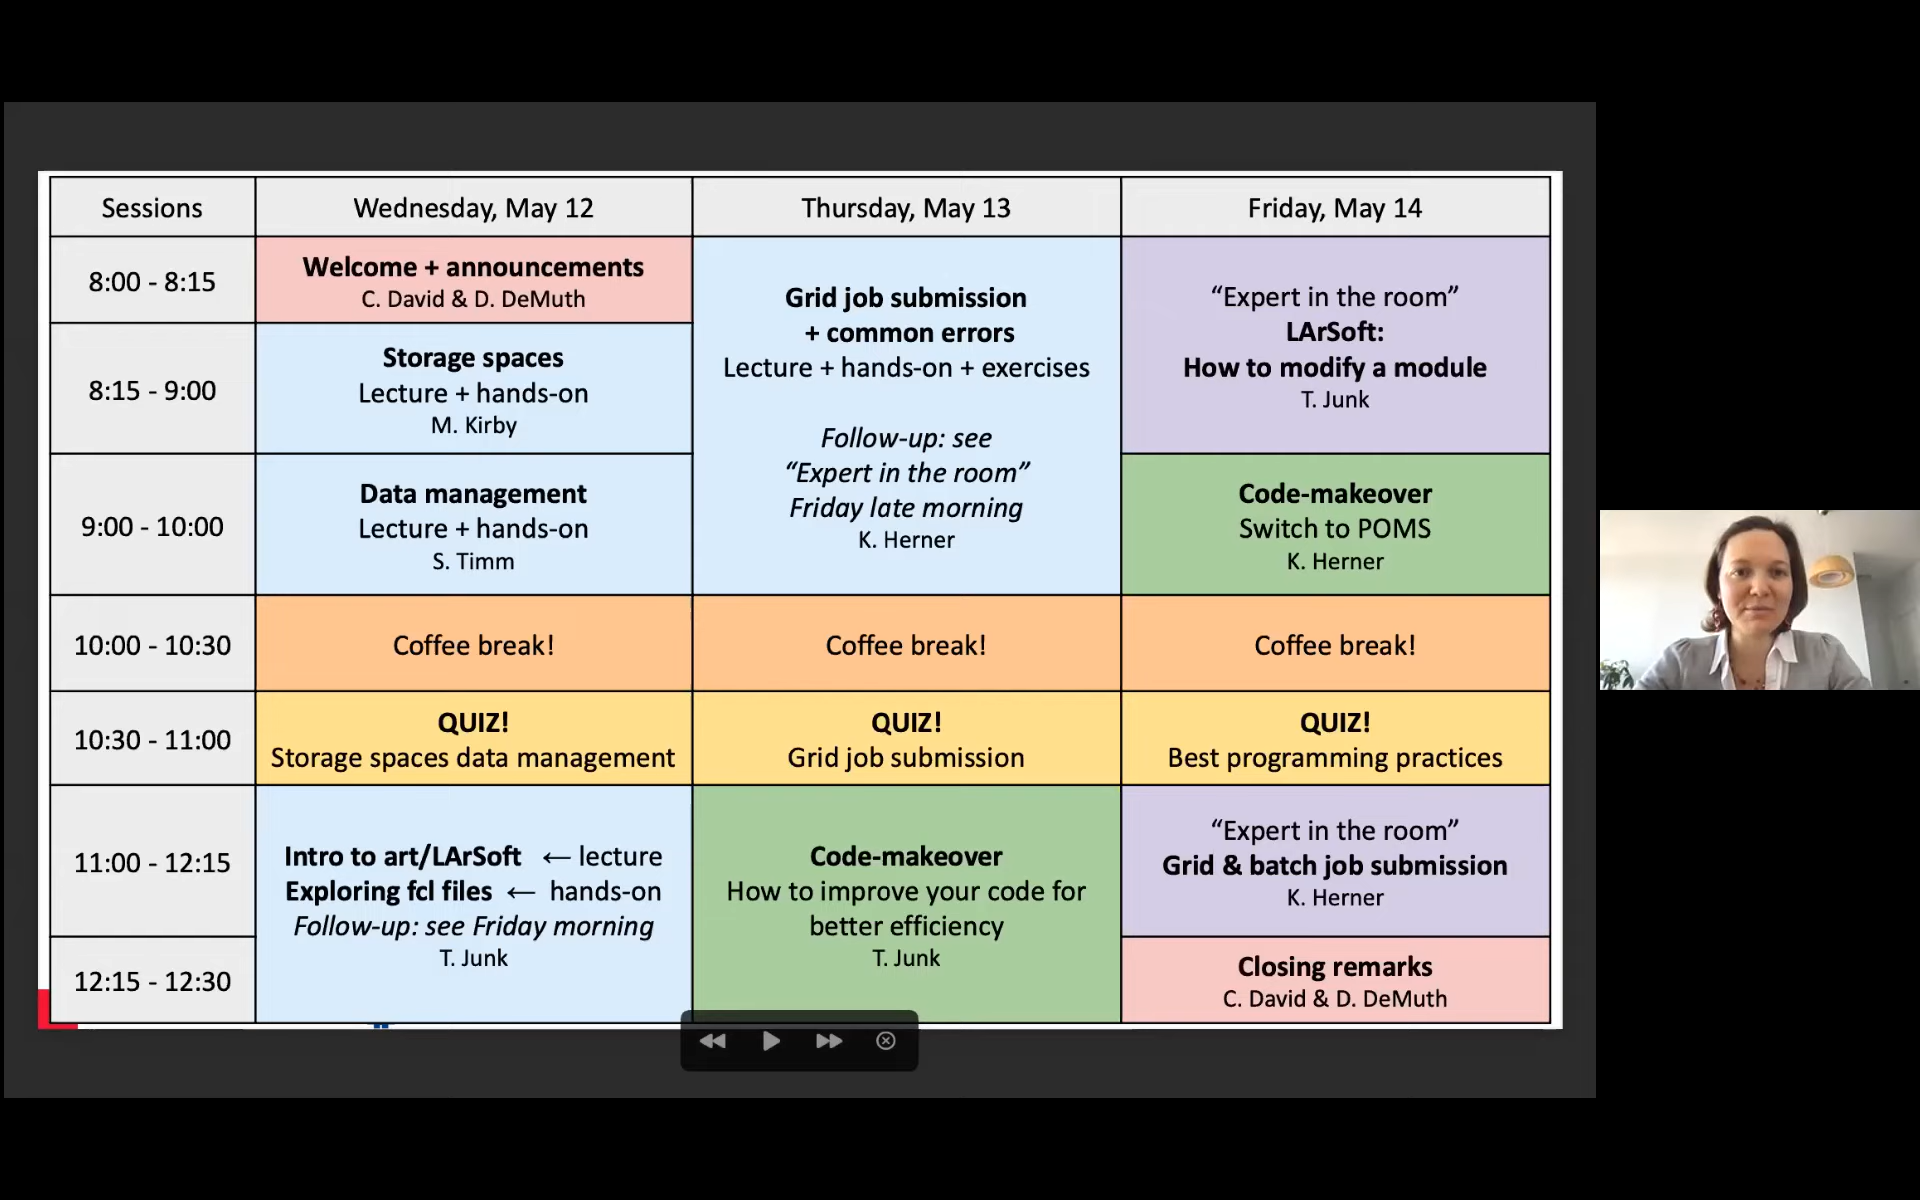 Sessions
Wednesday, May 12
Thursday, May 13
Friday, May 14
8:00 - 8:15
Welcome + announcements
C. David & D. DeMuth
Grid job submission
+ common errors
Lecture + hands-on + exercises
Follow-up: see
“Expert in the room”
Friday late morning
K. Herner
“Expert in the room”
LArSoft:
How to modify a module
T. Junk
8:15 - 9:00
Storage spaces
Lecture + hands-on
M. Kirby
9:00 - 10:00
Data management
Lecture + hands-on
S. Timm
Code-makeover
Switch to POMS
K. Herner
10:00 - 10:30
Coffee break!
Coffee break!
Coffee break!
10:30 - 11:00
QUIZ!
Storage spaces data management
QUIZ!
Grid job submission
QUIZ!
Best programming practices
11:00 - 12:15
Intro to art/LArSoft ← lecture
Exploring fcl files ← hands-on
Follow-up: see Friday morning
T. Junk
Code-makeover
How to improve your code for
better efficiency
T. Junk
“Expert in the room”
Grid & batch job submission
K. Herner
12:15 - 12:30
Closing remarks
C. David & D. DeMuth